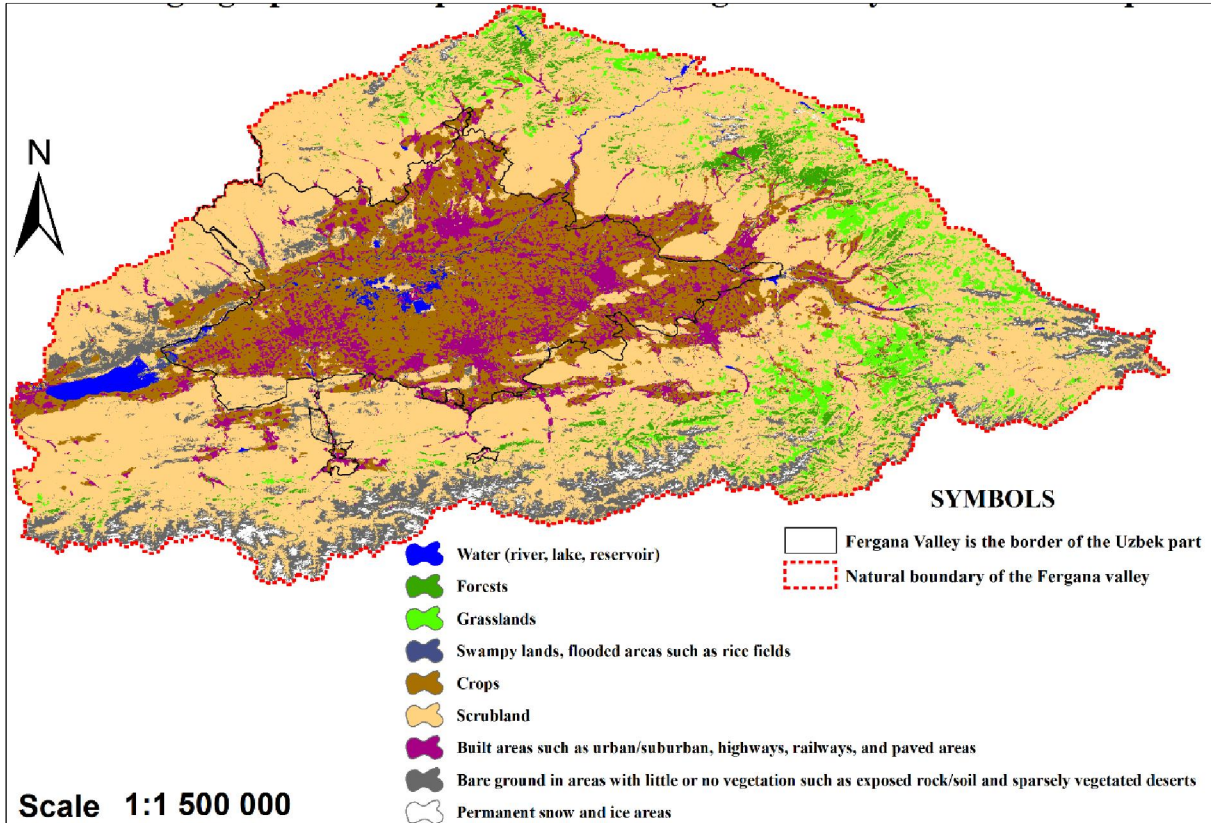 N
SYMBOLS
Fergana Valley is the border of the Uzbek part
Natural boundary of the Fergana valley
Water (river, lake, reservoir)
Forests
Grasslands
Swampy lands, flooded areas such as rice fields
Crops
Scrubland
Built areas such as urban/suburban, highways, railways, and paved areas
Bare ground in areas with little or no vegetation such as exposed rock/soil and sparsely vegetated deserts
Permanent snow and ice areas
Scale 1:1 500 000